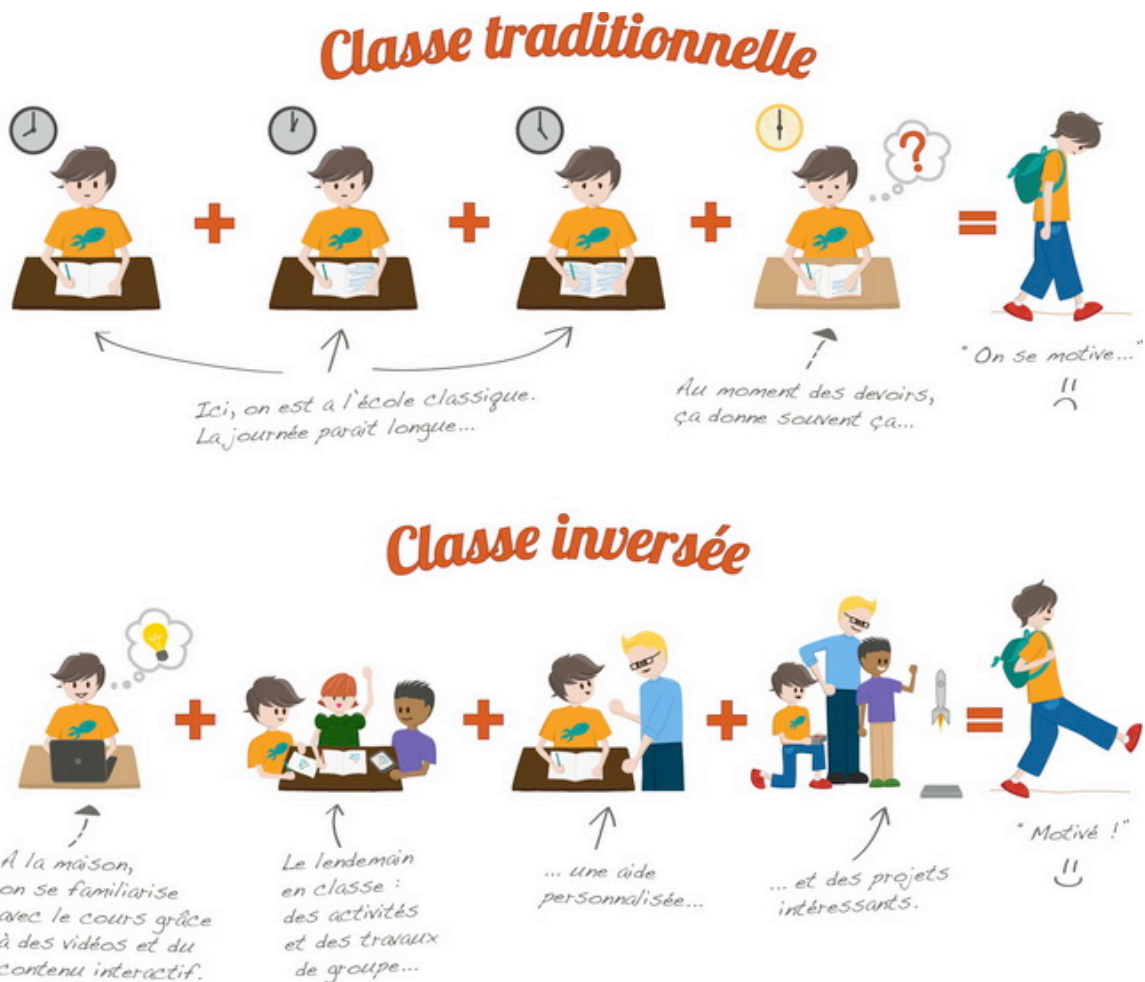 Classe traditionnelle
?
+ + + =
Ici, on est a l'école classique.
La journée parait longue...
Au moment des devoirs,
ça donne souvent ça...
"On se motive..."
Classe inversée
+ + + =
A la maison,
on se familiarise
avec le cours grâce
à des vidéos et du
contenu interactif.
Le lendemain
en classe :
des activités
et des travaux
de groupe...
... une aide
personnalisée...
... et des projets
intéressants.
"Motivé !"